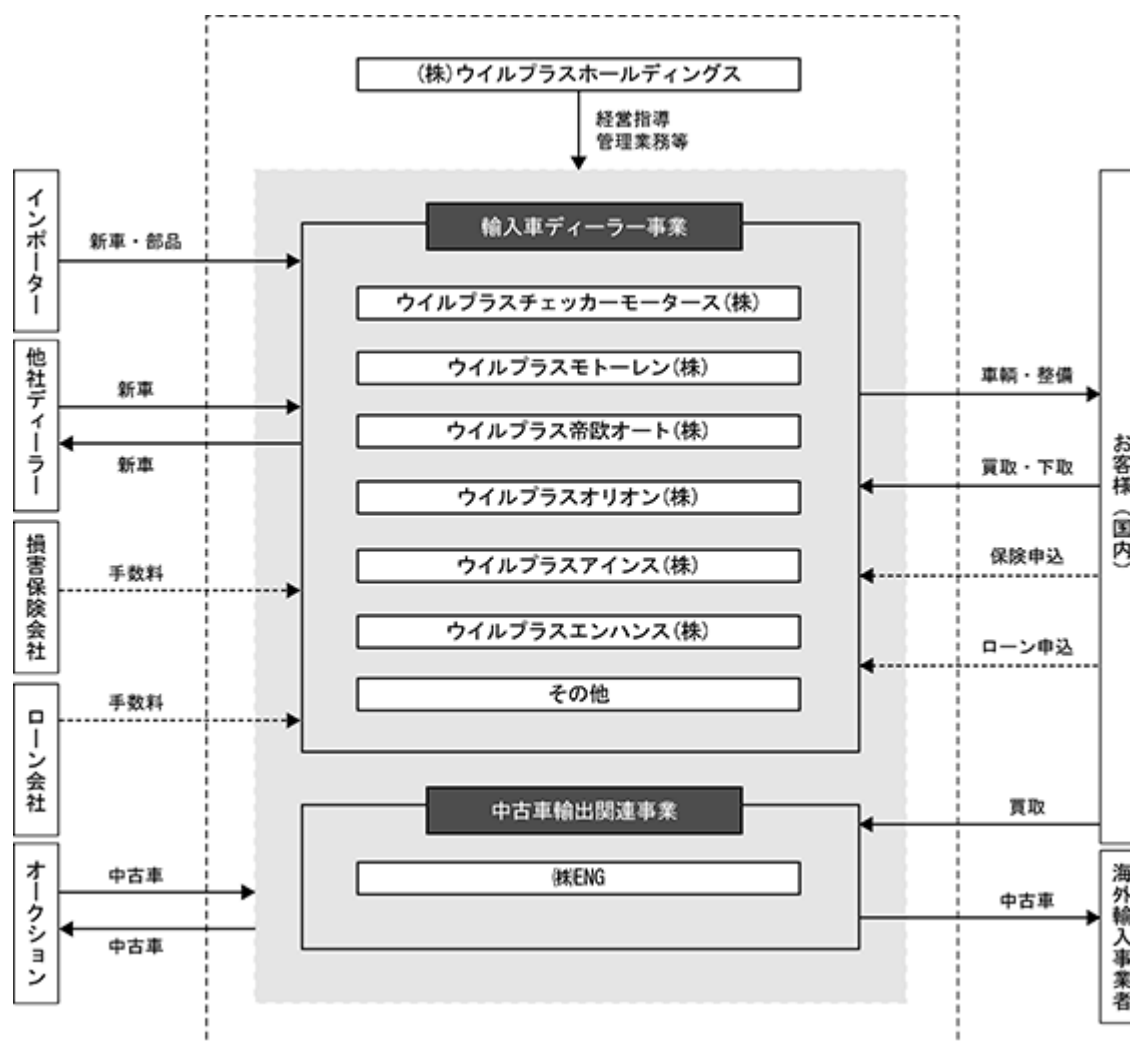 (株)ウイルプラスホールディングス
経営指導
管理業務等
インポーター
新車・部品
他社ディーラー
新車
新車
損害保険会社
手数料
ローン会社
手数料
オークション
中古車
中古車
輸入車ディーラー事業
ウイルプラスチェッカーモータース(株)
ウイルプラスモトーレン(株)
ウイルプラス帝欧オート(株)
ウイルプラスオリオン(株)
ウイルプラスアインス(株)
ウイルプラスエンハンス(株)
その他
中古車輸出関連事業
㈱ENG
車輌・整備
買取・下取
保険申込
ローン申込
買取
お客様(国内)
中古車
海外輸入事業者